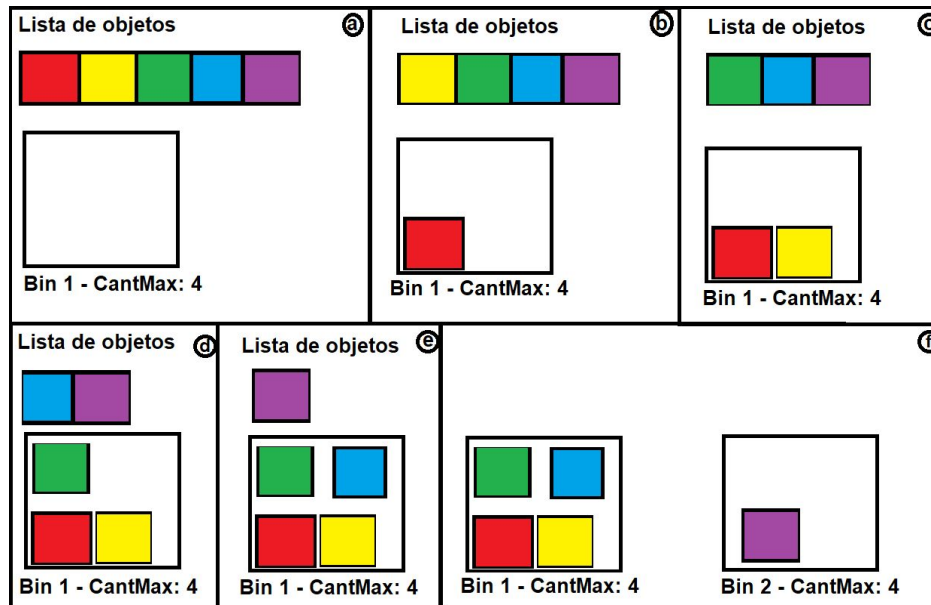 Lista de objetos a
Bin 1 - CantMax: 4
Lista de objetos b
Bin 1 - CantMax: 4
Lista de objetos c
Bin 1 - CantMax: 4
Lista de objetos d
Bin 1 - CantMax: 4
Lista de objetos e
Bin 1 - CantMax: 4
f
Bin 1 - CantMax: 4
Bin 2 - CantMax: 4